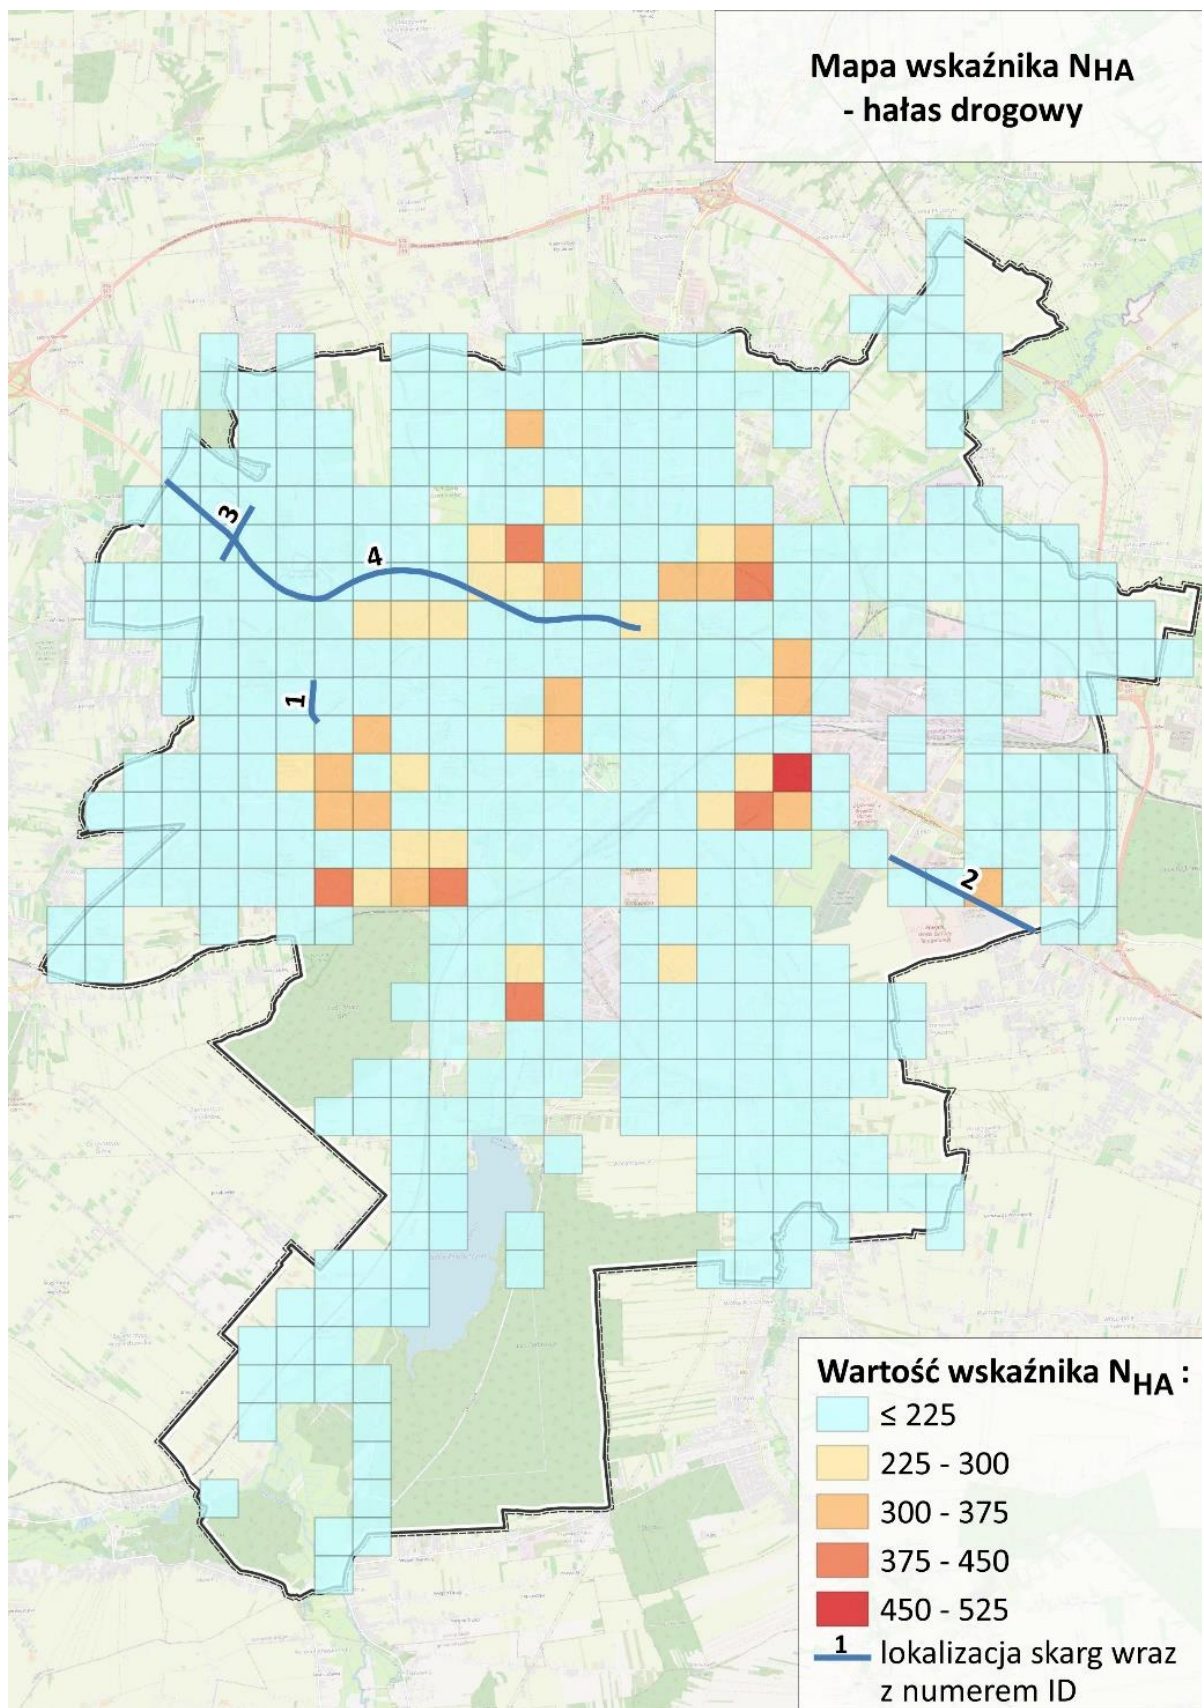 Mapa wskaźnika NHA
- hałas drogowy
3
4
1
2
Wartość wskaźnika NHA :
≤ 225
225 - 300
300 - 375
375 - 450
450 - 525
1 lokalizacja skarg wraz
z numerem ID